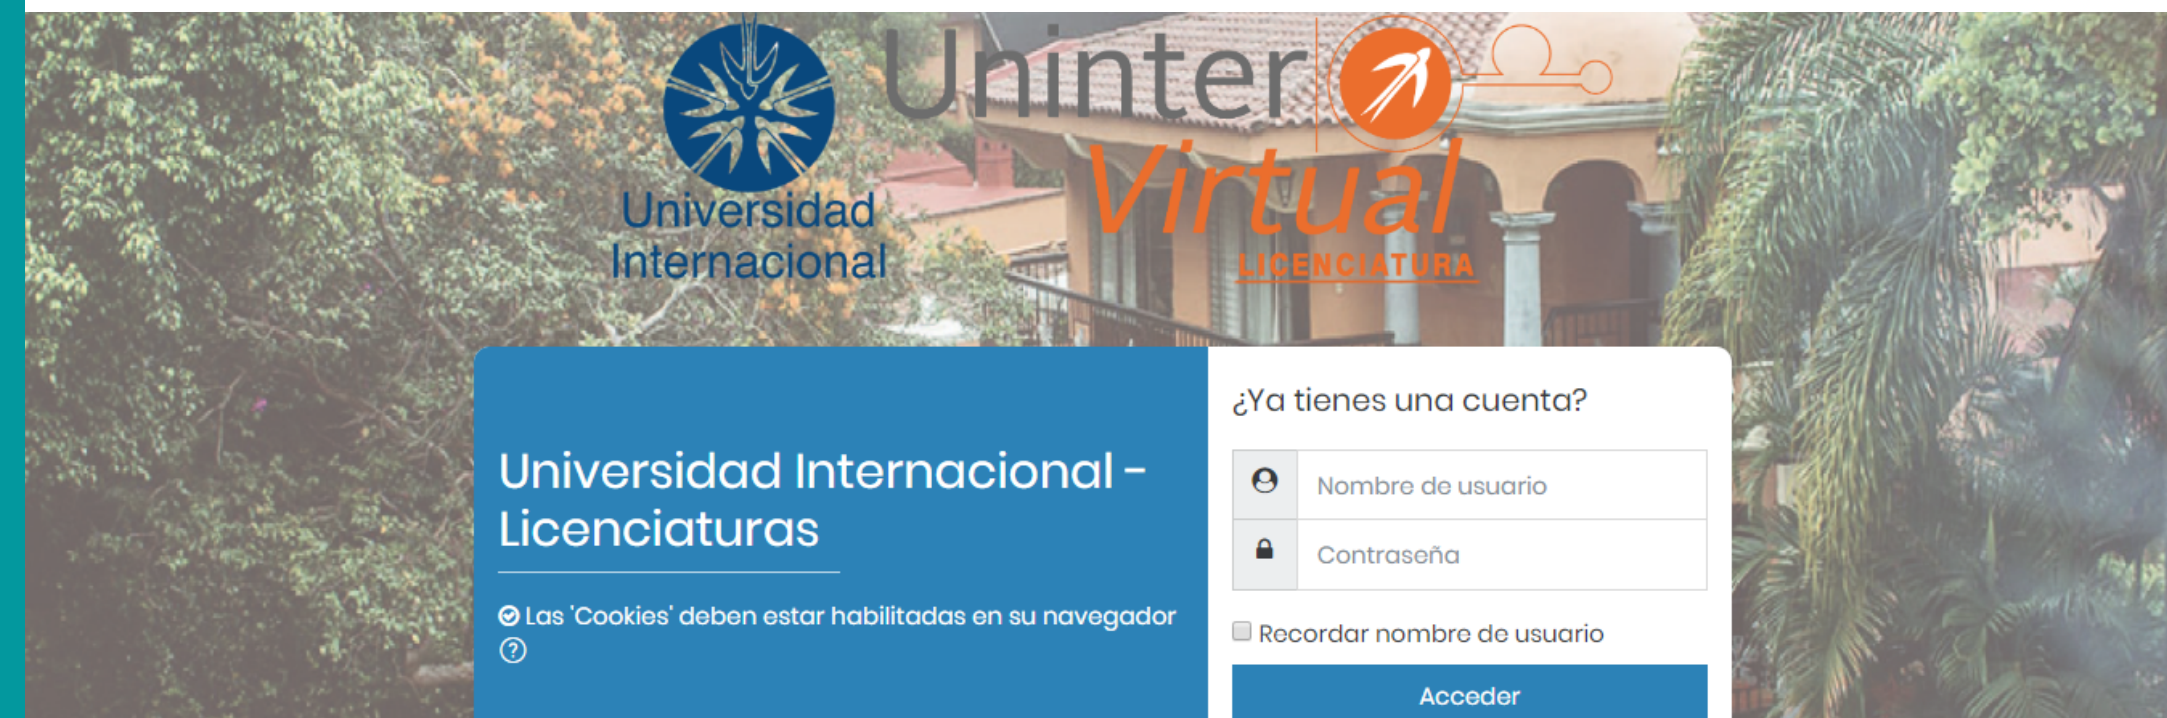 Universidad
Internacional
Uninter
Virtual
LICENCIATURA
Universidad Internacional -
Licenciaturas
Las 'Cookies' deben estar habilitadas en su navegador
?
¿Ya tienes una cuenta?
Nombre de usuario
Contraseña
Recordar nombre de usuario
Acceder